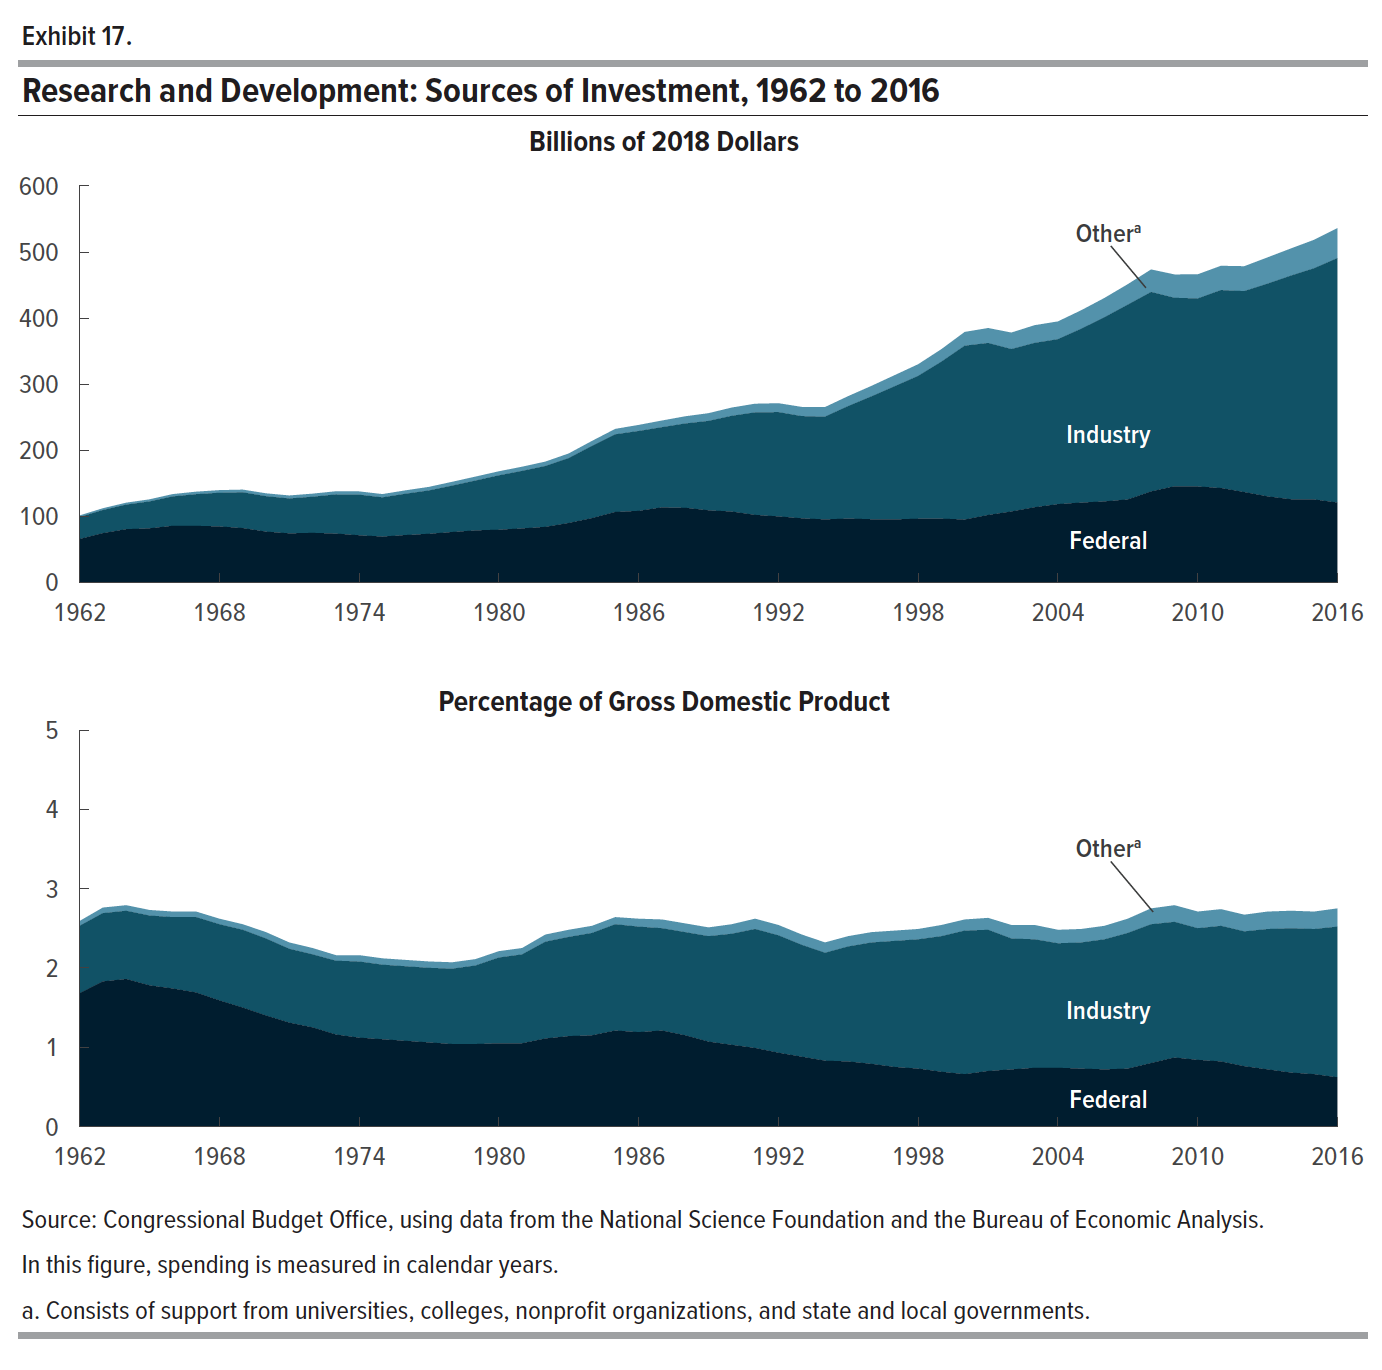 Exhibit 17.
Research and Development: Sources of Investment, 1962 to 2016
Billions of 2018 Dollars
600
500
400
300
200
100
0
Otherª
Industry
Federal
1962 1968 1974 1980 1986 1992 1998 2004 2010 2016
Percentage of Gross Domestic Product
5
4
3
2
1
0
Otherª
Industry
Federal
1962 1968 1974 1980 1986 1992 1998 2004 2010 2016
Source: Congressional Budget Office, using data from the National Science Foundation and the Bureau of Economic Analysis.
In this figure, spending is measured in calendar years.
a. Consists of support from universities, colleges, nonprofit organizations, and state and local governments.